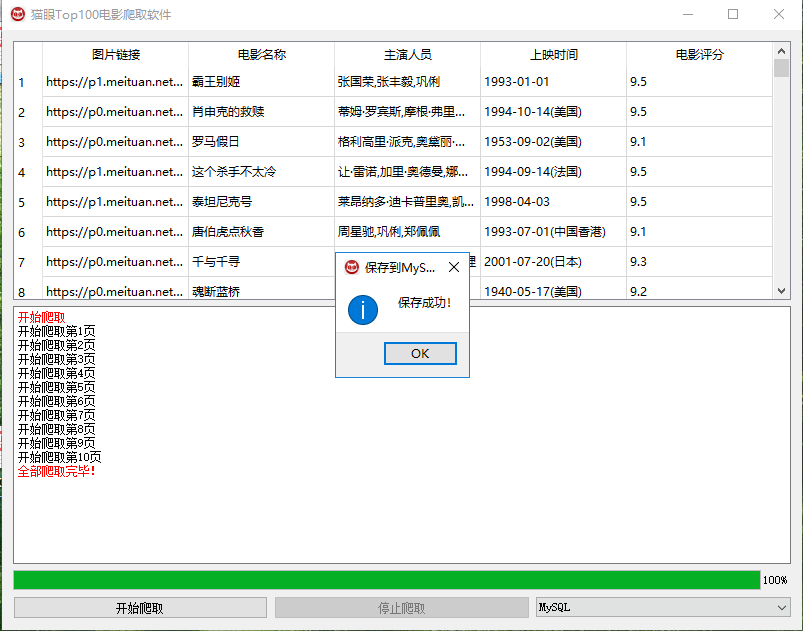 猫眼Top100电影爬取软件
图片链接 电影名称 主演人员 上映时间 电影评分
1 https://p1.meituan.net... 霸王别姬 张国荣,张丰毅,巩俐 1993-01-01 9.5
2 https://p0.meituan.net... 肖申克的救赎 蒂姆·罗宾斯,摩根·弗里... 1994-10-14(美国) 9.5
3 https://p0.meituan.net... 罗马假日 格利高里·派克,奥黛丽·... 1953-09-02(美国) 9.1
4 https://p1.meituan.net... 这个杀手不太冷 让·雷诺,加里·奥德曼,娜... 1994-09-14(法国) 9.5
5 https://p1.meituan.net... 泰坦尼克号 莱昂纳多·迪卡普里奥,凯... 1998-04-03 9.5
6 https://p0.meituan.net... 唐伯虎点秋香 周星驰,巩俐,郑佩佩 1993-07-01(中国香港) 9.1
7 https://p0.meituan.net... 千与千寻 2001-07-20(日本) 9.3
8 https://p0.meituan.net... 魂断蓝桥 1940-05-17(美国) 9.2
保存到MyS...
保存成功!
OK
开始爬取
开始爬取第1页
开始爬取第2页
开始爬取第3页
开始爬取第4页
开始爬取第5页
开始爬取第6页
开始爬取第7页
开始爬取第8页
开始爬取第9页
开始爬取第10页
全部爬取完毕!
100%
开始爬取 停止爬取 MySQL